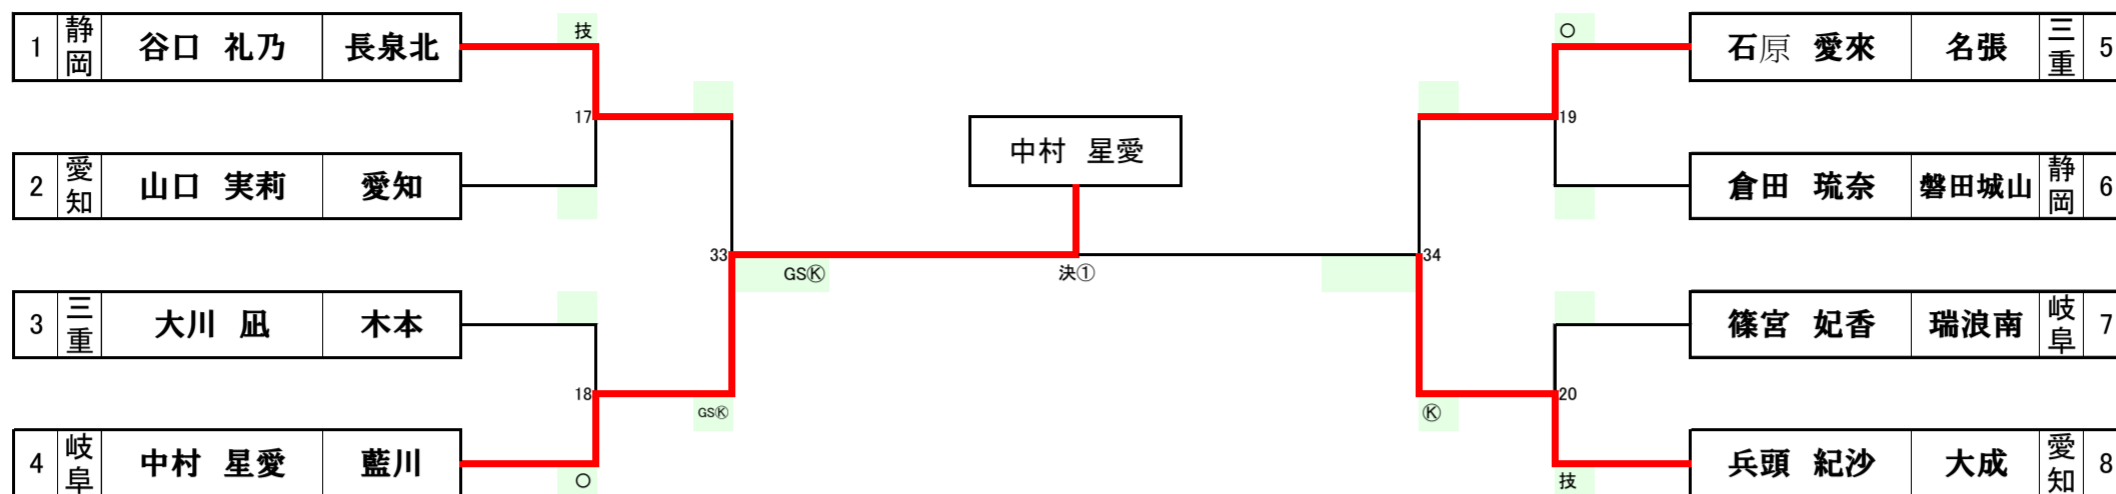 1 静岡 谷口 礼乃 長泉北
技
17
2 愛知 山口 実莉 愛知
33
GSⓀ
3 三重 大川 凪 木本
18
GSⓀ
4 岐阜 中村 星愛 藍川
○
中村 星愛
決①
○
石原 愛來 名張 三重 5
19
倉田 琉奈 磐田城山 静岡 6
34
篠宮 妃香 瑞浪南 岐阜 7
20
Ⓚ
兵頭 紀沙 大成 愛知 8
技